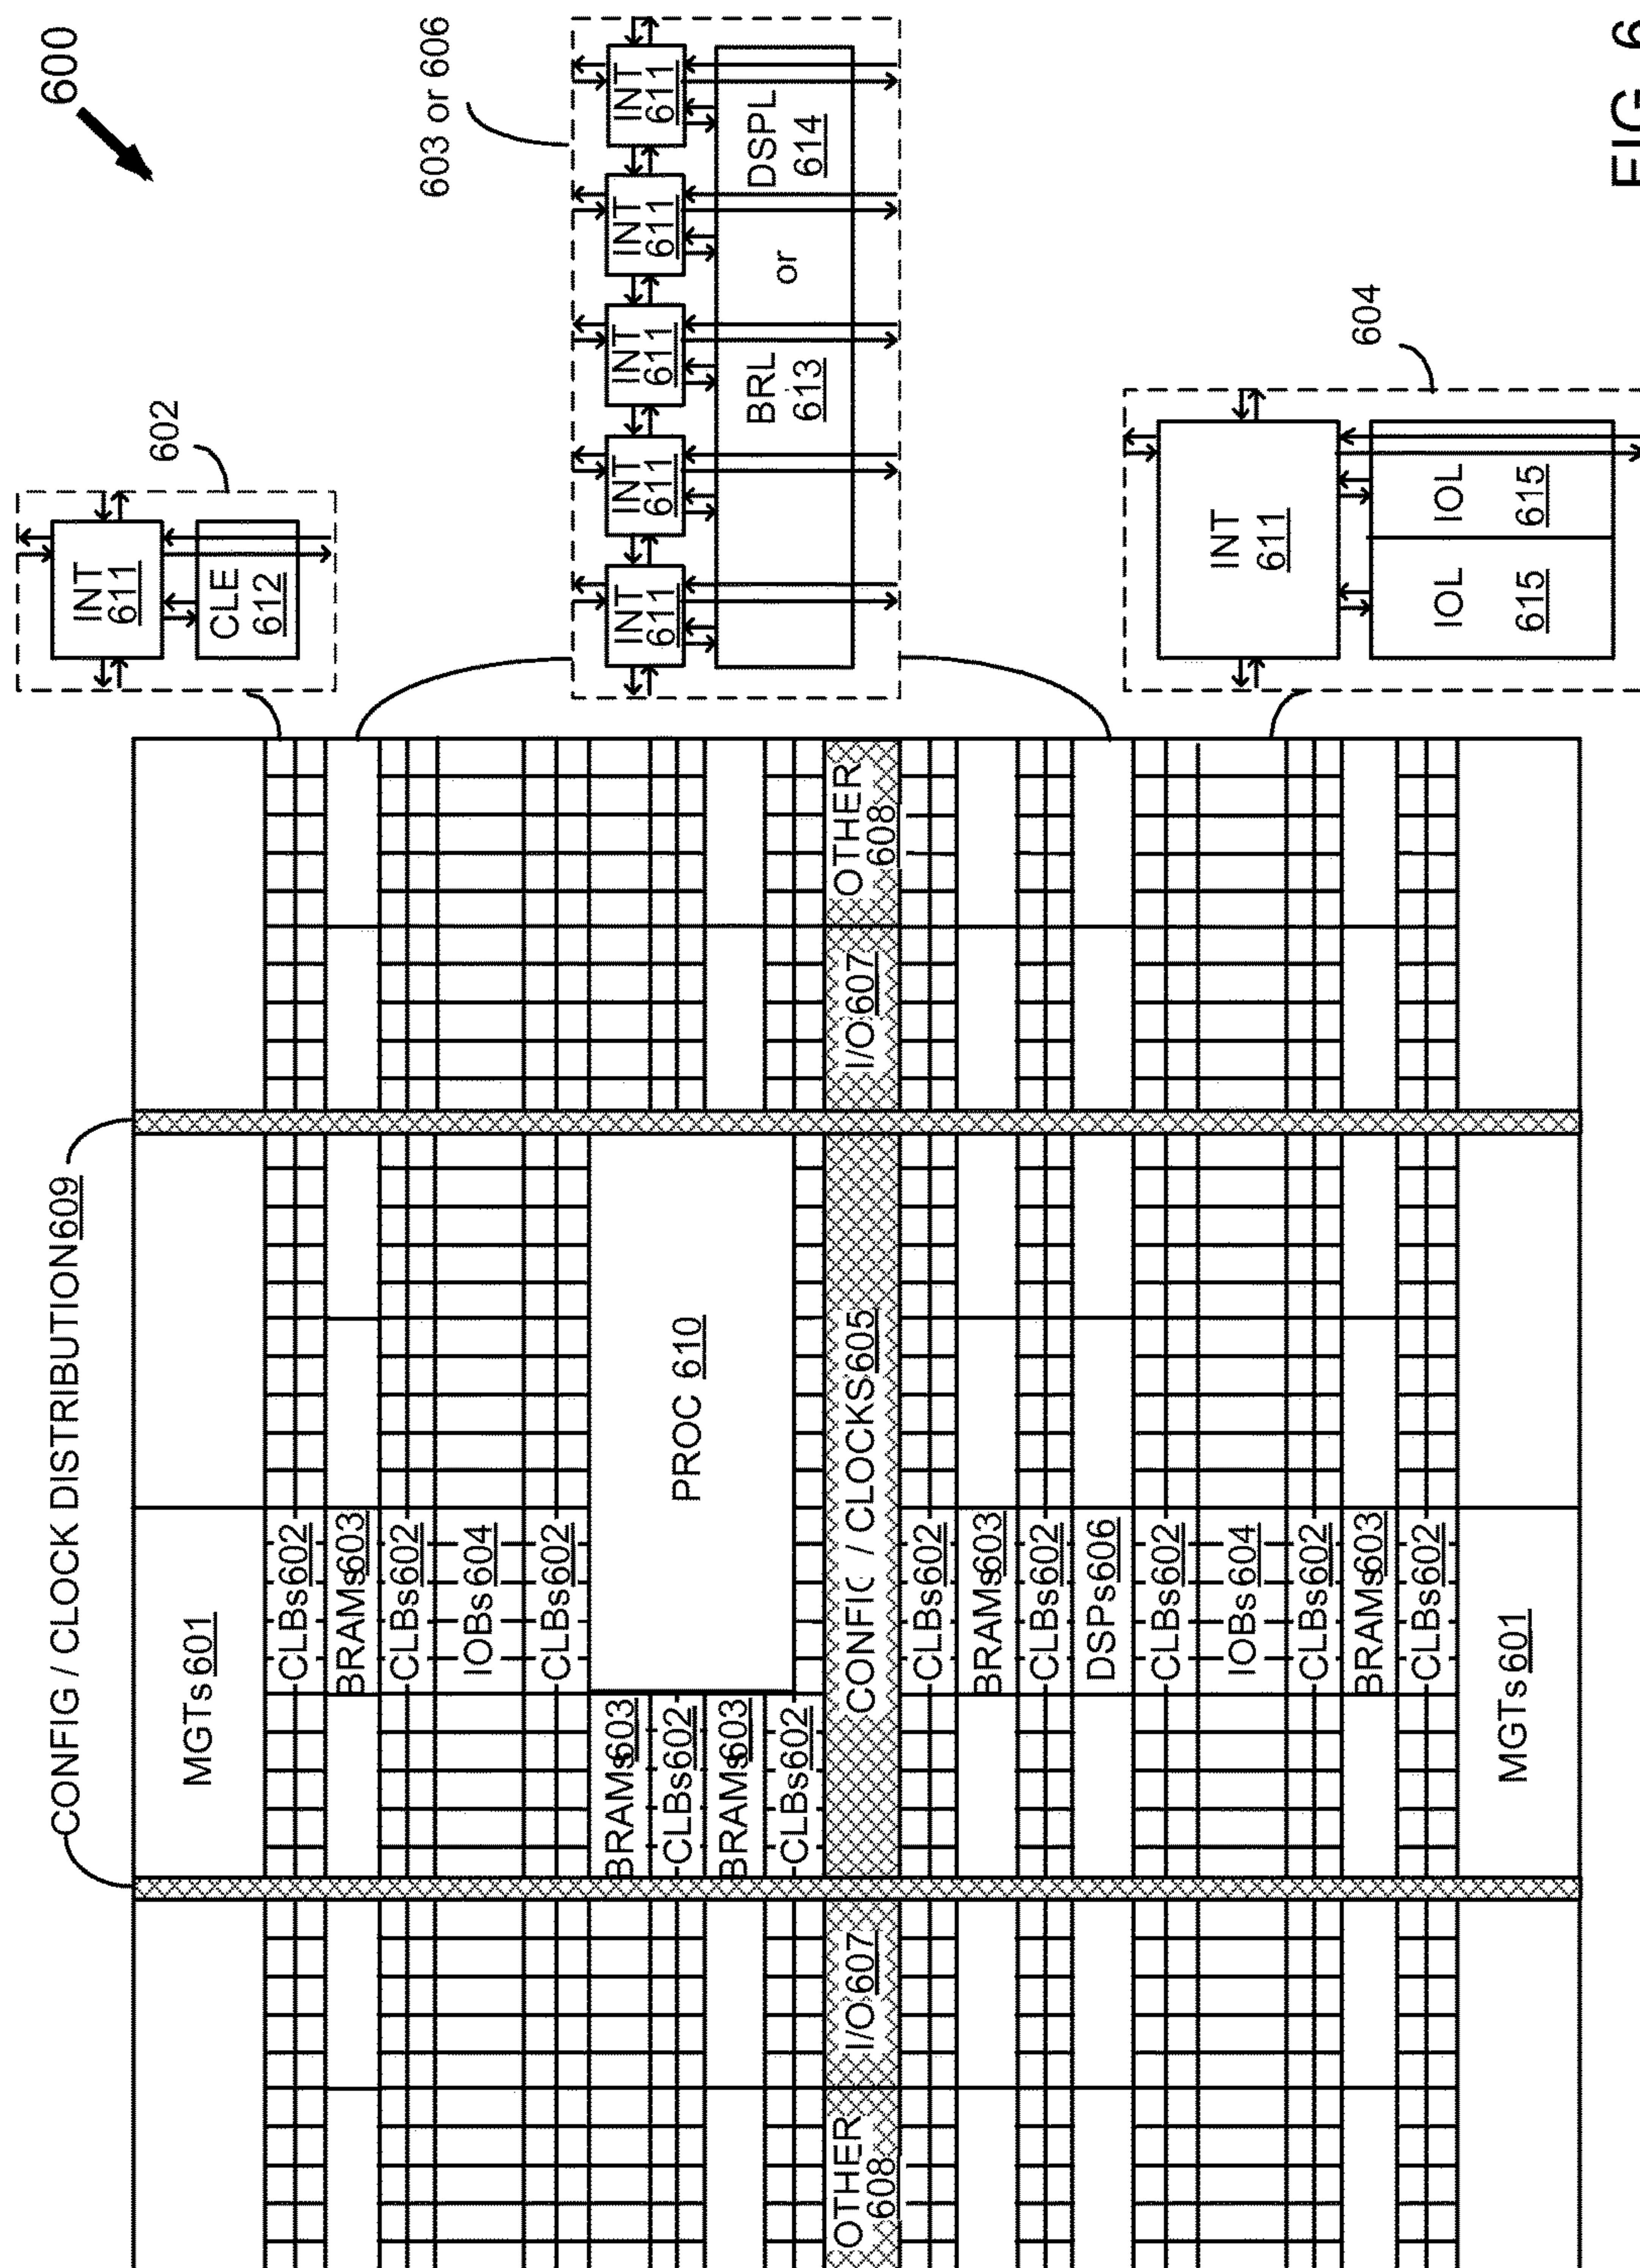 CONFIG / CLOCK DISTRIBUTION 609
600
MGTs 601
CLBs 602
BRAMs 603
CLBs 602
IOBs 604
CLBs 602
BRAMs 603
CLBs 602
BRAMs 603
CLBs 602
PROC 610
OTHER
608
I/O 607
CONFIG / CLOCKS 605
I/O 607
OTHER
608
CLBs 602
BRAMs 603
CLBs 602
DSPs 606
CLBs 602
IOBs 604
CLBs 602
BRAMs 603
CLBs 602
MGTs 601
602
INT
611
CLE
612
603 or 606
INT
611
INT
611
INT
611
INT
611
INT
611
BRL
613
or
DSPL
614
604
INT
611
IOL
615
IOL
615
FIG. 6